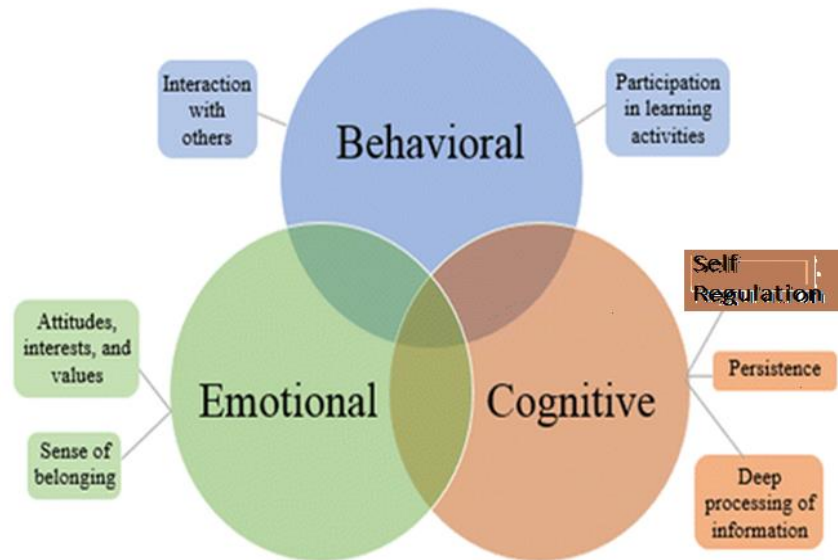 Interaction
with
others
Behavioral
Participation
in learning
activities
Attitudes,
interests, and
values
Sense of
belonging
Emotional
Cognitive
Self
Regulation
Persistence
Deep
processing of
information